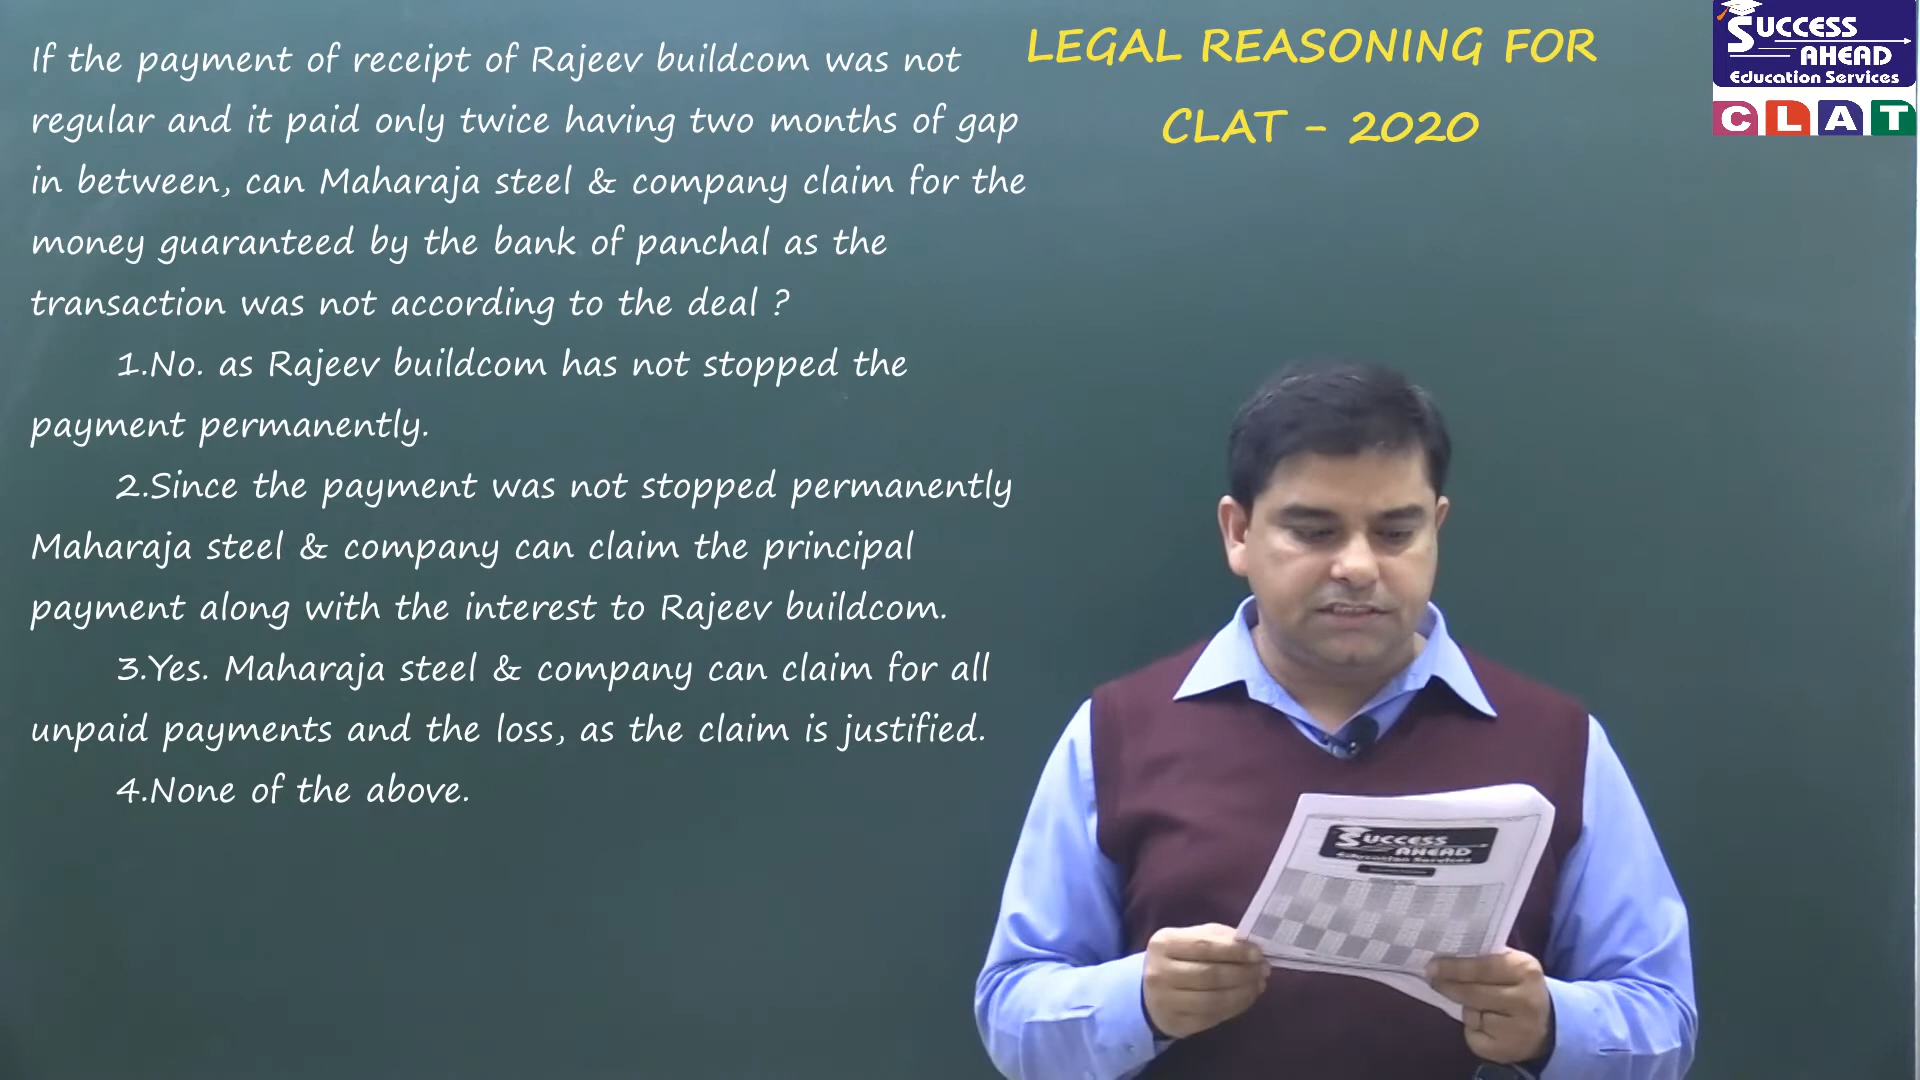 If the payment of receipt of Rajeev buildcom was not
regular and it paid only twice having two months of gap
in between, can Maharaja steel & company claim for the
money guaranteed by the bank of panchal as the
transaction was not according to the deal ?
1.No. as Rajeev buildcom has not stopped the
payment permanently.
2.Since the payment was not stopped permanently
Maharaja steel & company can claim the principal
payment along with the interest to Rajeev buildcom.
3.Yes. Maharaja steel & company can claim for all
unpaid payments and the loss, as the claim is justified.
4.None of the above.
LEGAL REASONING FOR
CLAT - 2020
SUCCESS
AHEAD
Education Services
CLAT
SUCCESS
AHEAD
Education Services